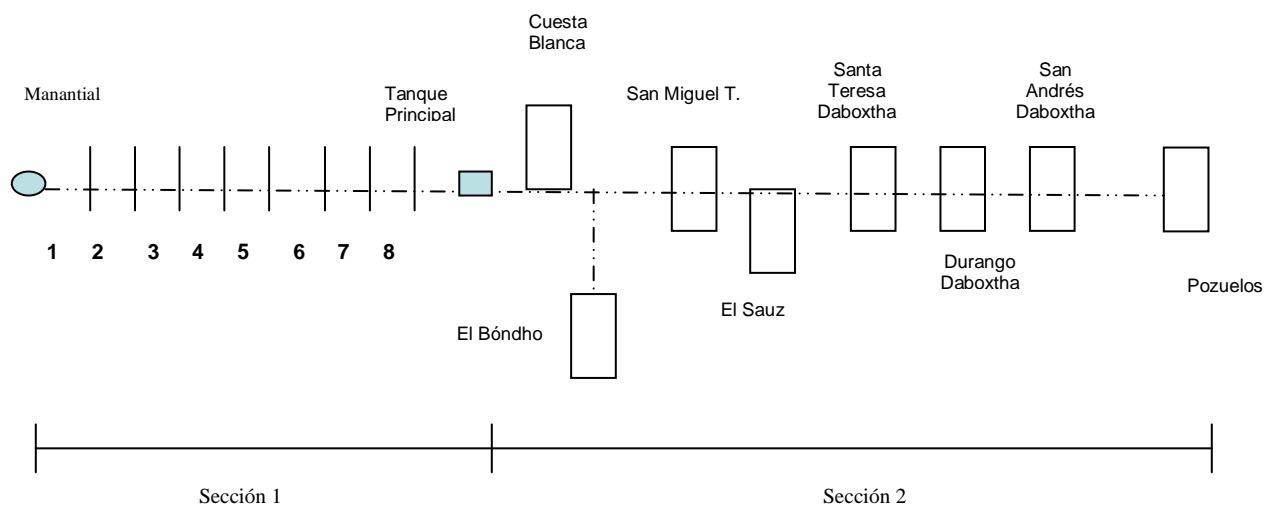 Cuesta
Blanca
Manantial
Tanque
Principal
San Miguel T.
Santa
Teresa
Daboxtha
San
Andrés
Daboxtha
1 2 3 4 5 6 7 8
Durango
Daboxtha
Pozuelos
El Sauz
El Bóndho
Sección 1
Sección 2